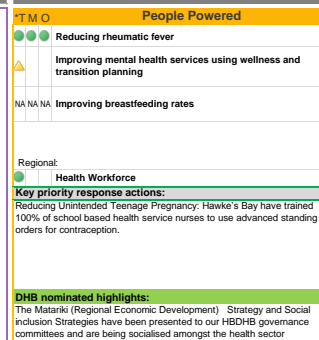 *T M O People Powered
Reducing rheumatic fever
Improving mental health services using wellness and
transition planning
NA NA NA Improving breastfeeding rates
Regional:
Health Workforce
Key priority response actions:
Reducing Unintended Teenage Pregnancy: Hawke's Bay have trained
100% of school based health service nurses to use advanced standing
orders for contraception.
DHB nominated highlights:
The Matariki (Regional Economic Development) Strategy and Social
inclusion Strategies have been presented to our HBDHB governance
committees and are being socialised amongst the health sector